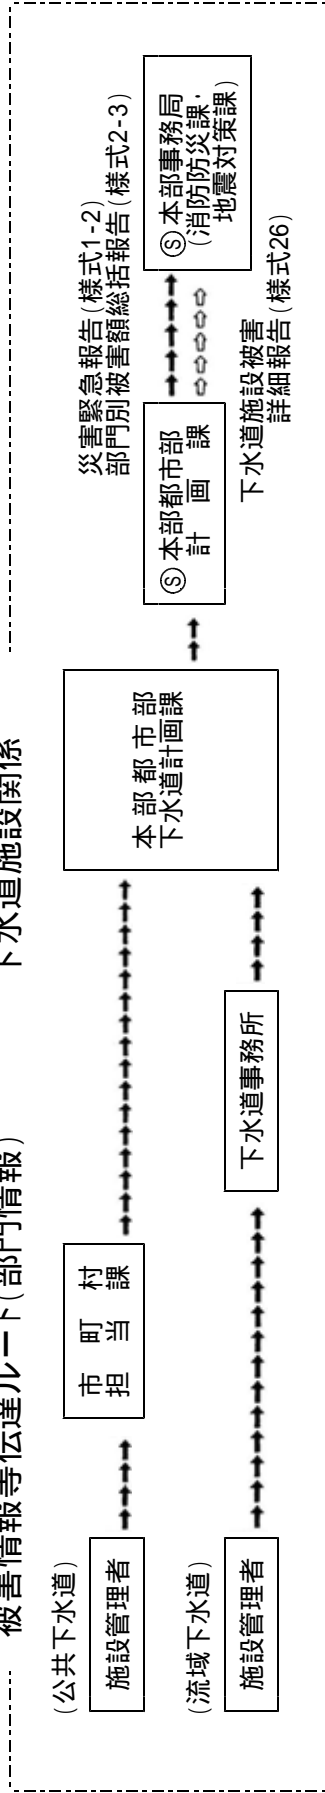 被害情報等伝達ルート(部門情報)
下水道施設関係
(公共下水道)
施設管理者
市町村
担当課
(流域下水道)
施設管理者
下水道事務所
本部都市部
下水道計画課
Ⓢ本部都市部
計画課
災害緊急報告(様式1-2)
部門別被害額総括報告(様式2-3)
Ⓢ本部事務局
(消防防災課・
地震対策課)
下水道施設被害
詳細報告(様式26)